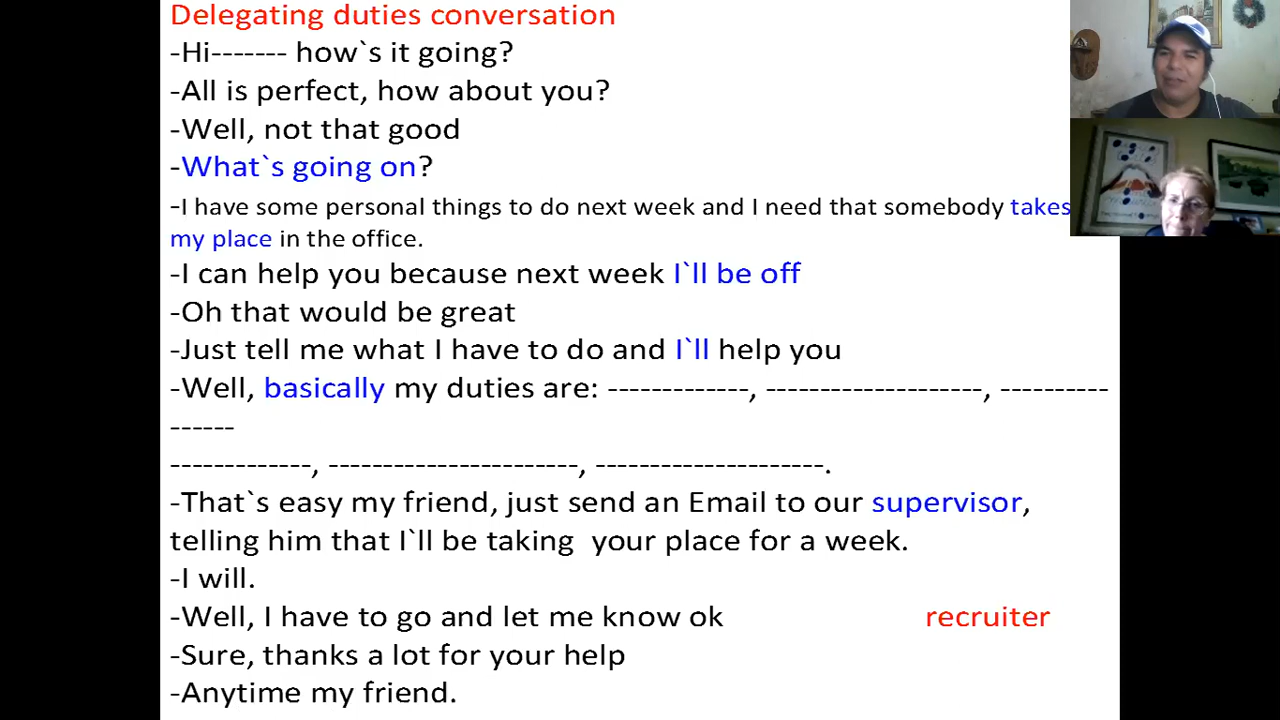 Delegating duties conversation
-Hi------- how`s it going?
-All is perfect, how about you?
-Well, not that good
-What`s going on?
-I have some personal things to do next week and I need that somebody takes
my place in the office.
-I can help you because next week I`ll be off
-Oh that would be great
-Just tell me what I have to do and I`ll help you
-Well, basically my duties are: -------------, --------------------, ----------
------
-------------, -----------------------, ---------------------.
-That`s easy my friend, just send an Email to our supervisor,
telling him that I`ll be taking  your place for a week.
-I will.
-Well, I have to go and let me know ok recruiter
-Sure, thanks a lot for your help
-Anytime my friend.